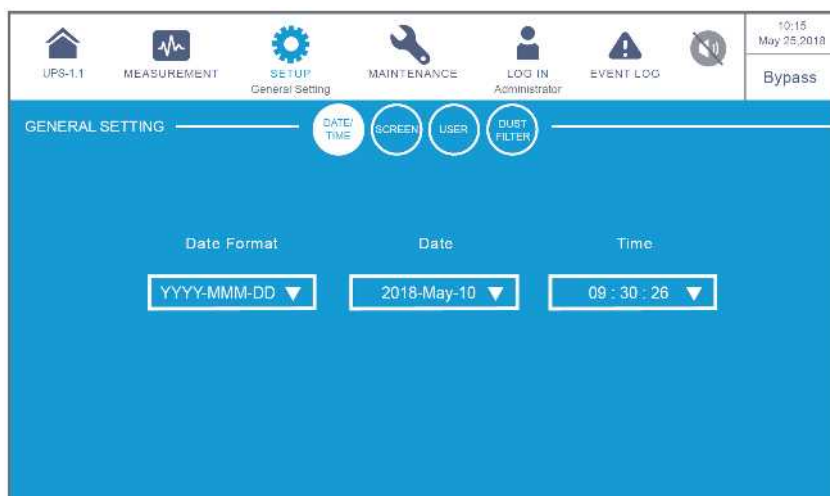 UPS-1.1
MEASUREMENT
SETUP
General Setting
MAINTENANCE
LOG IN
Administrator
EVENT LOG
10:15
May 25,2018
Bypass
GENERAL SETTING
DATE/
TIME
SCREEN
USER
DUST
FILTER
Date Format
Date
Time
YYYY-MMM-DD
2018-May-10
09 : 30 : 26